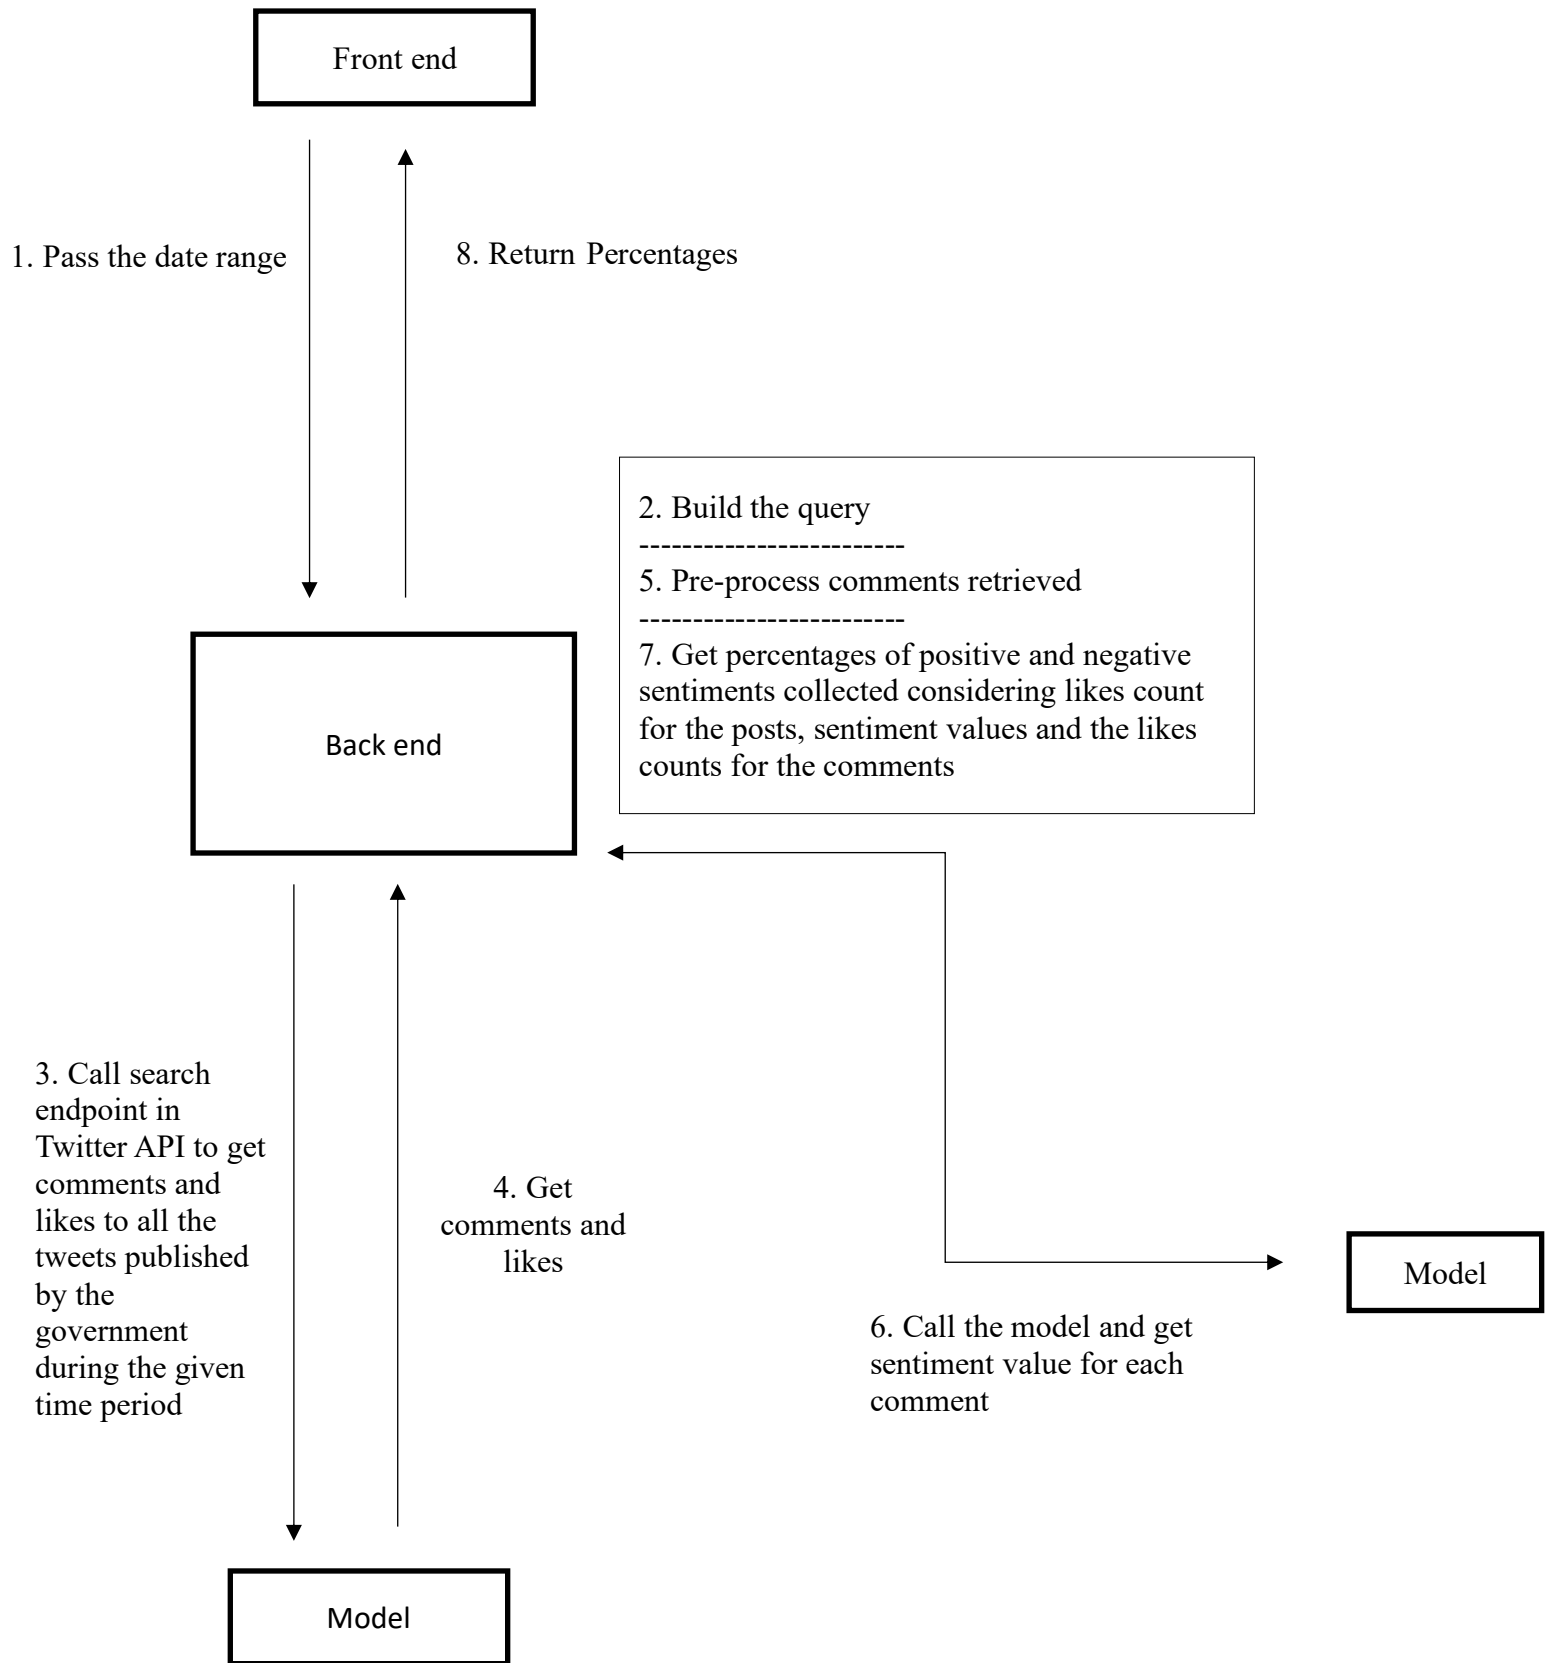 Front end
1. Pass the date range
8. Return Percentages
2. Build the query
-------------------------
5. Pre-process comments retrieved
-------------------------
7. Get percentages of positive and negative
sentiments collected considering likes count
for the posts, sentiment values and the likes
counts for the comments
Back end
3. Call search
endpoint in
Twitter API to get
comments and
likes to all the
tweets published
by the
government
during the given
time period
4. Get
comments and
likes
Model
6. Call the model and get
sentiment value for each
comment
Model